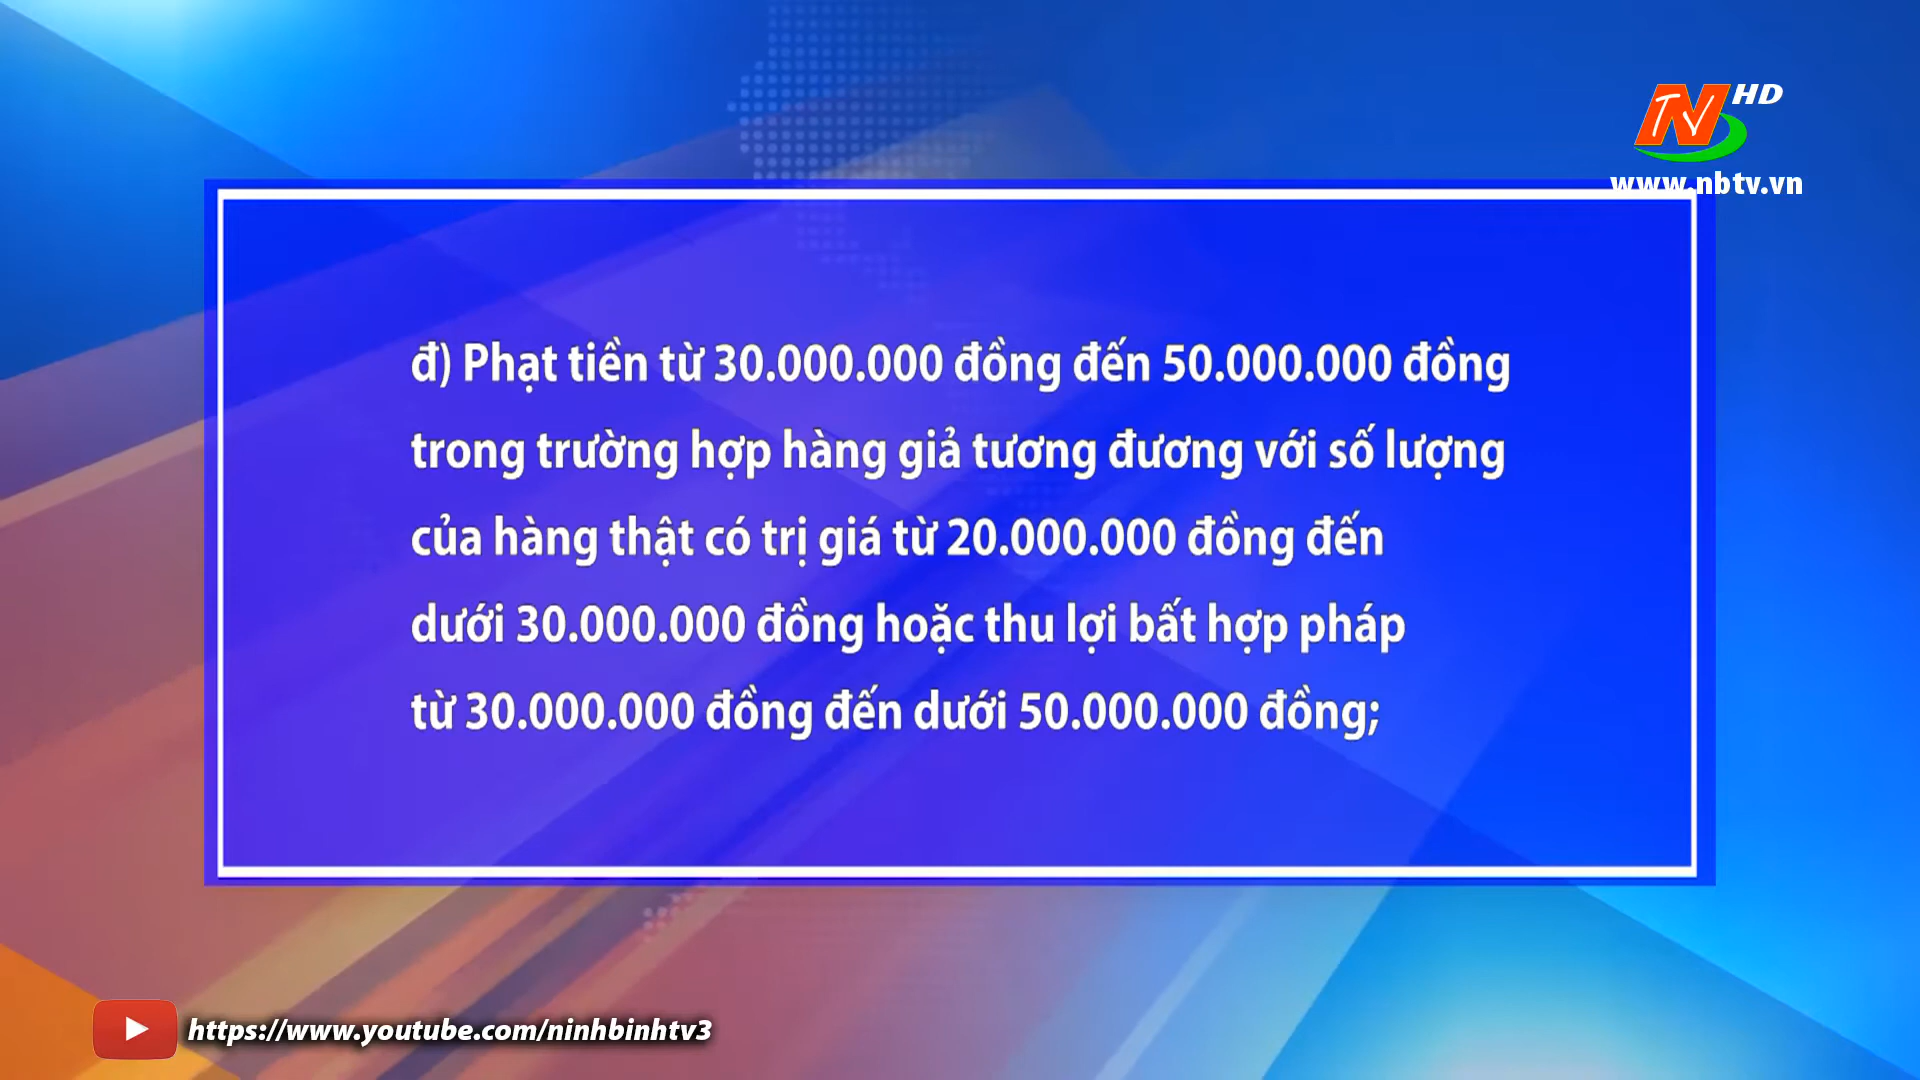 NTV HD
www.nbtv.vn
đ) Phạt tiền từ 30.000.000 đồng đến 50.000.000 đồng
trong trường hợp hàng giả tương đương với số lượng
của hàng thật có trị giá từ 20.000.000 đồng đến
dưới 30.000.000 đồng hoặc thu lợi bất hợp pháp
từ 30.000.000 đồng đến dưới 50.000.000 đồng;
https://www.youtube.com/ninhbinhtv3